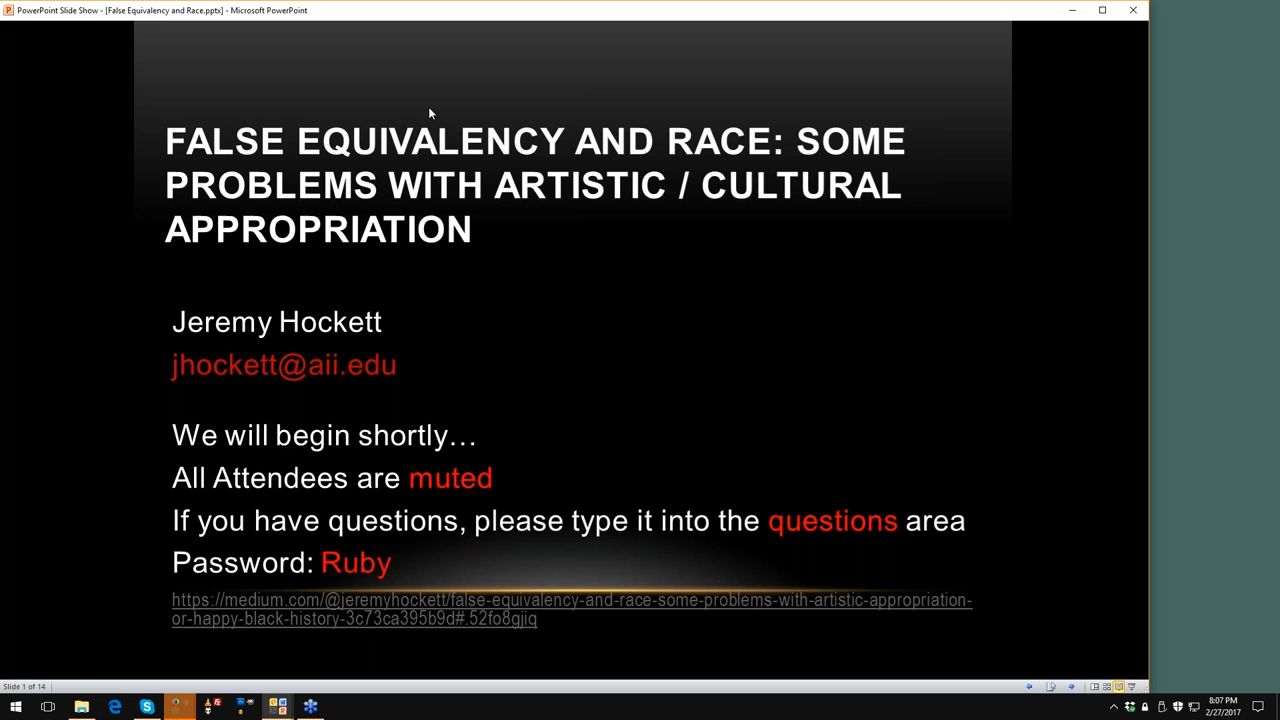 PowerPoint Slide Show - [False Equivalency and Race.pptx] - Microsoft PowerPoint
FALSE EQUIVALENCY AND RACE: SOME
PROBLEMS WITH ARTISTIC / CULTURAL
APPROPRIATION
Jeremy Hockett
jhockett@aii.edu
We will begin shortly…
All Attendees are muted
If you have questions, please type it into the questions area
Password: Ruby
https://medium.com/@jeremyhockett/false-equivalency-and-race-some-problems-with-artistic-appropriation-
or-happy-black-history-3c73ca395b9d#.52fo8gjiq
Slide 1 of 14
8:07 PM
2/27/2017